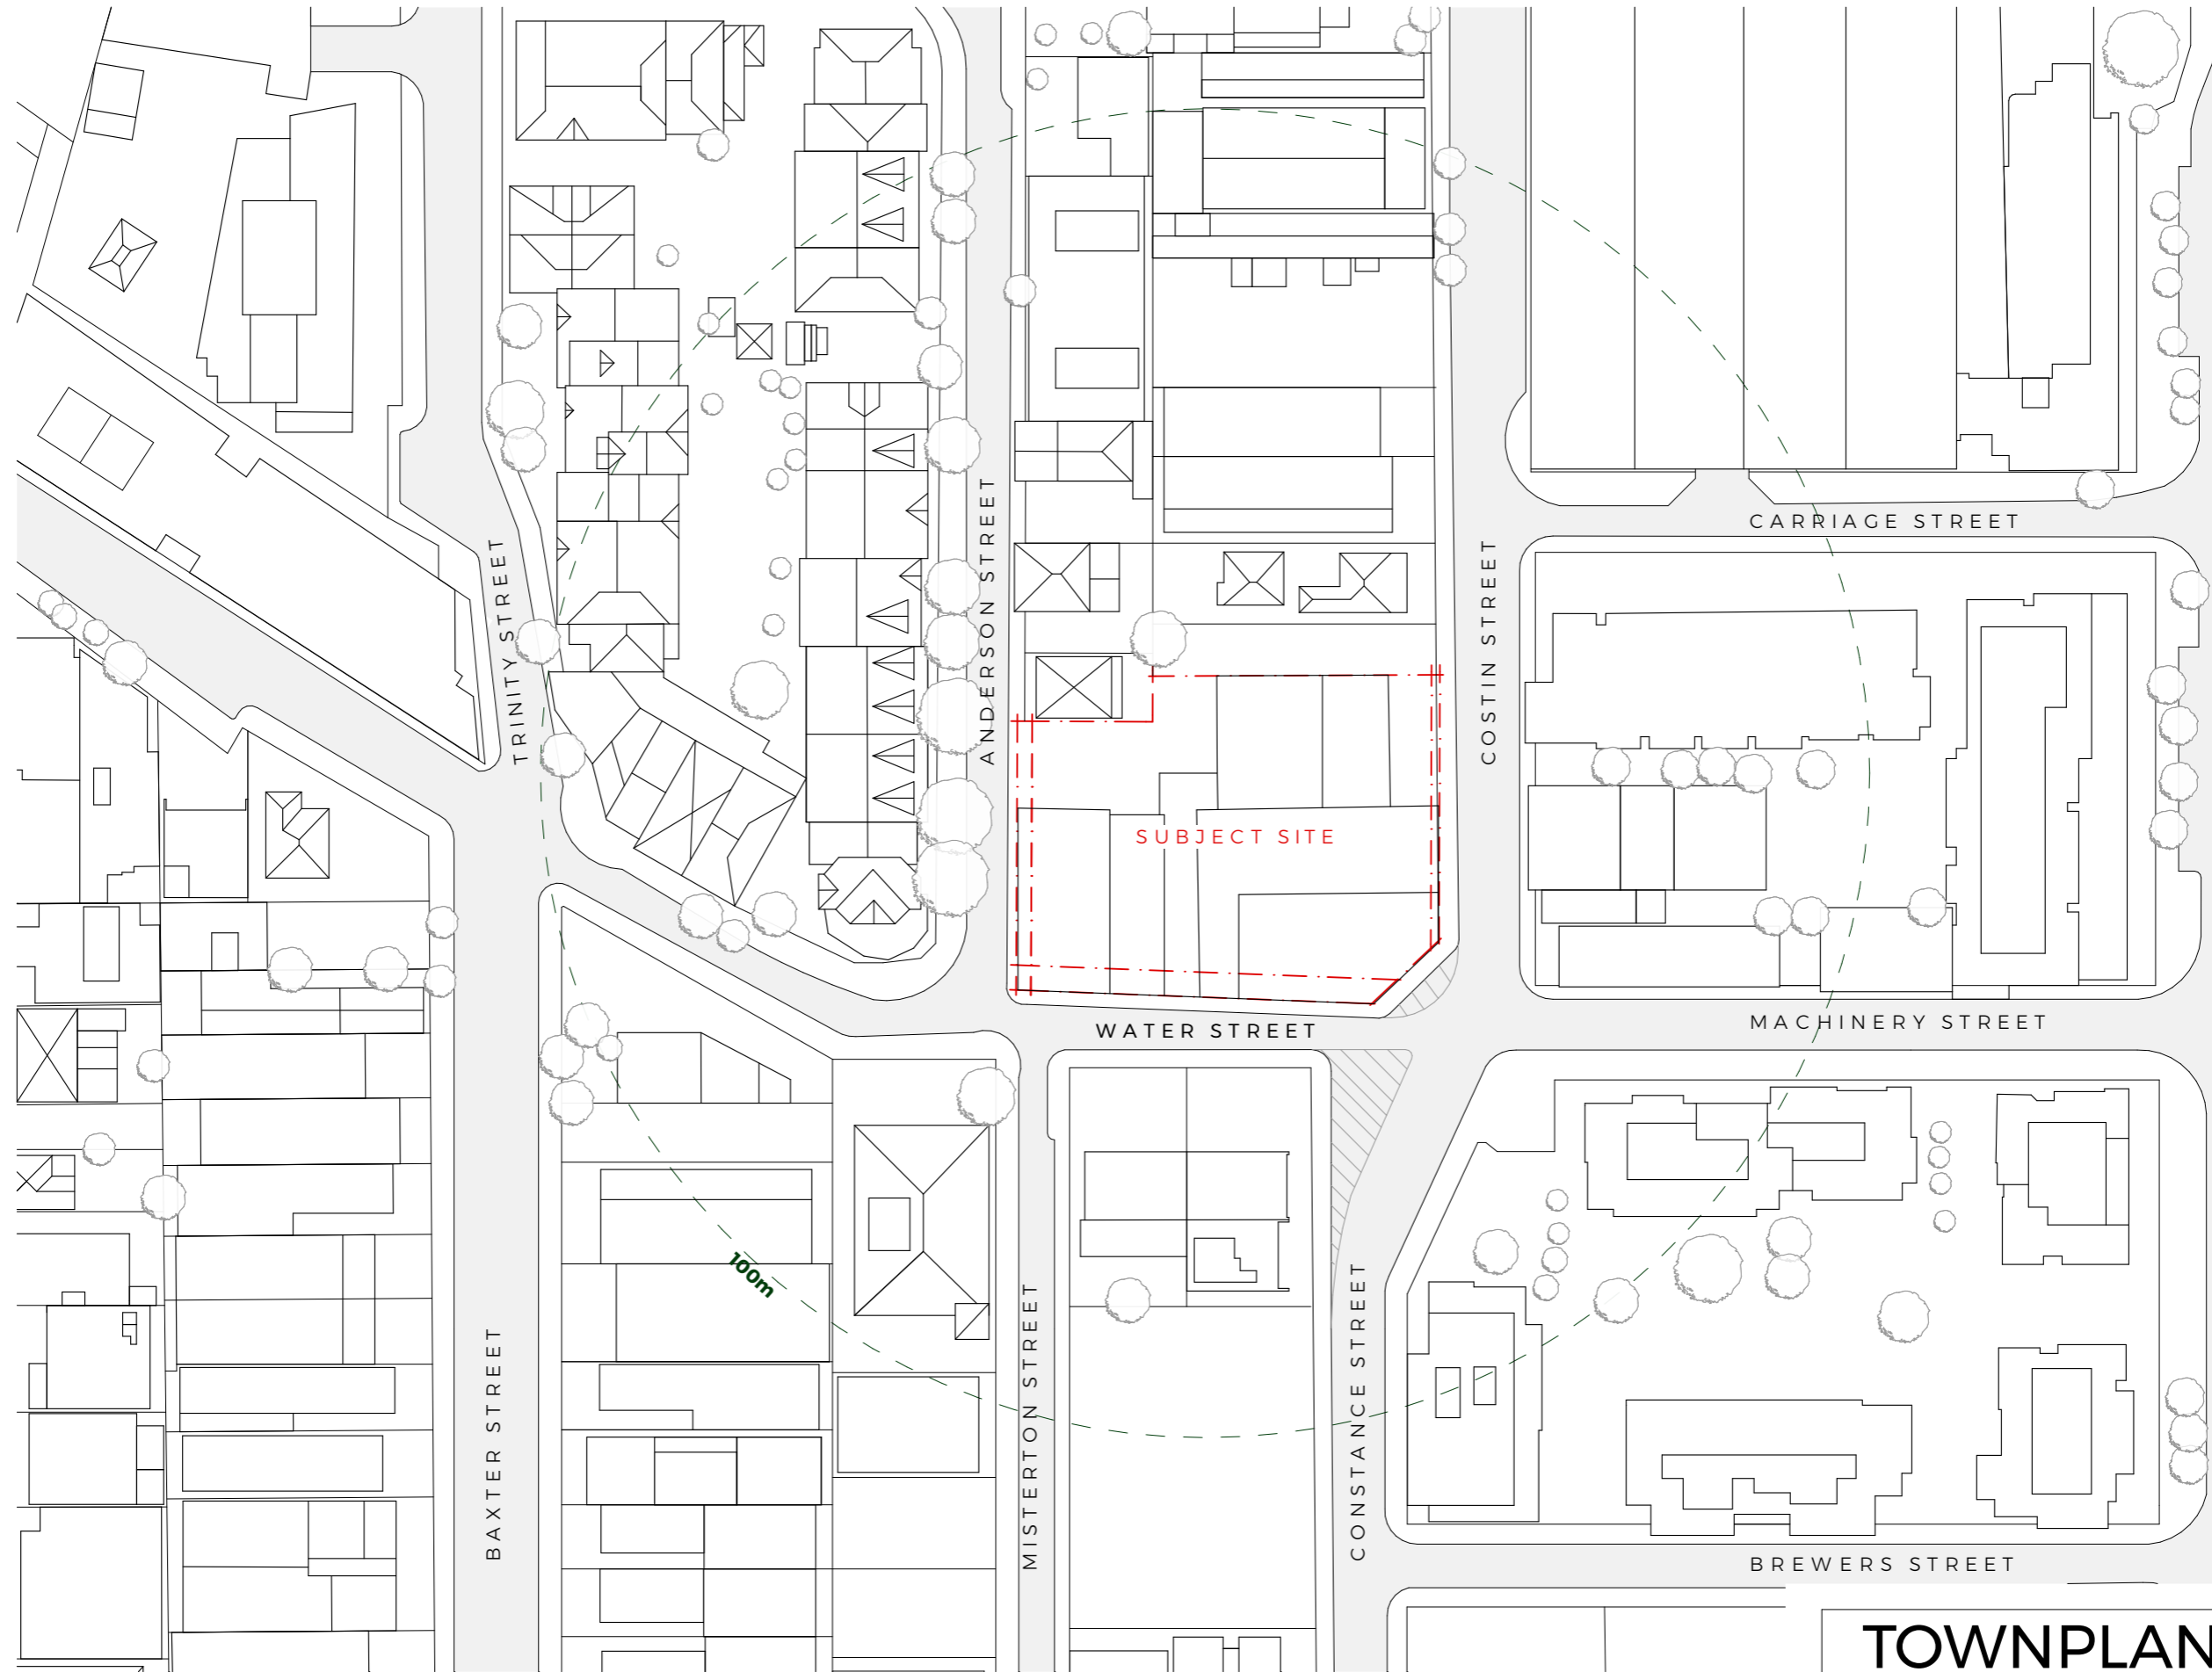 CARRIAGE STREET
TRINITY STREET
ANDERSON STREET
COSTIN STREET
SUBJECT SITE
WATER STREET
MACHINERY STREET
100m
BAXTER STREET
MISTERTON STREET
CONSTANCE STREET
BREWERS STREET
TOWNPLAN